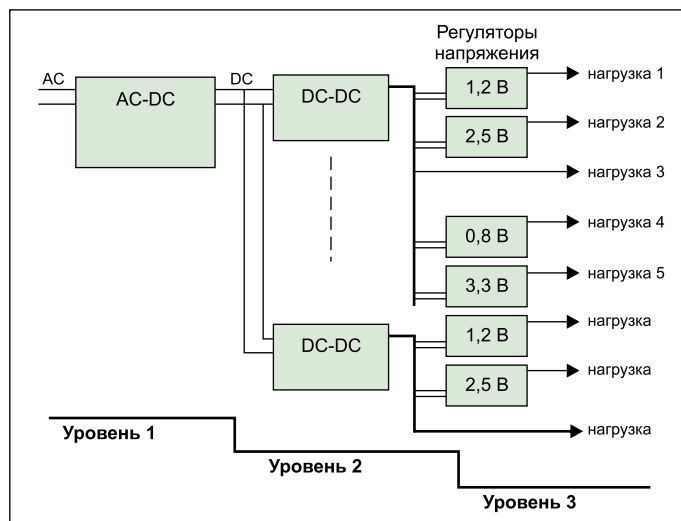 Регуляторы
напряжения
AC
DC
AC-DC
DC-DC
1,2 В
нагрузка 1
2,5 В
нагрузка 2
нагрузка 3
0,8 В
нагрузка 4
3,3 В
нагрузка 5
DC-DC
1,2 В
нагрузка
2,5 В
нагрузка
нагрузка
Уровень 1
Уровень 2
Уровень 3